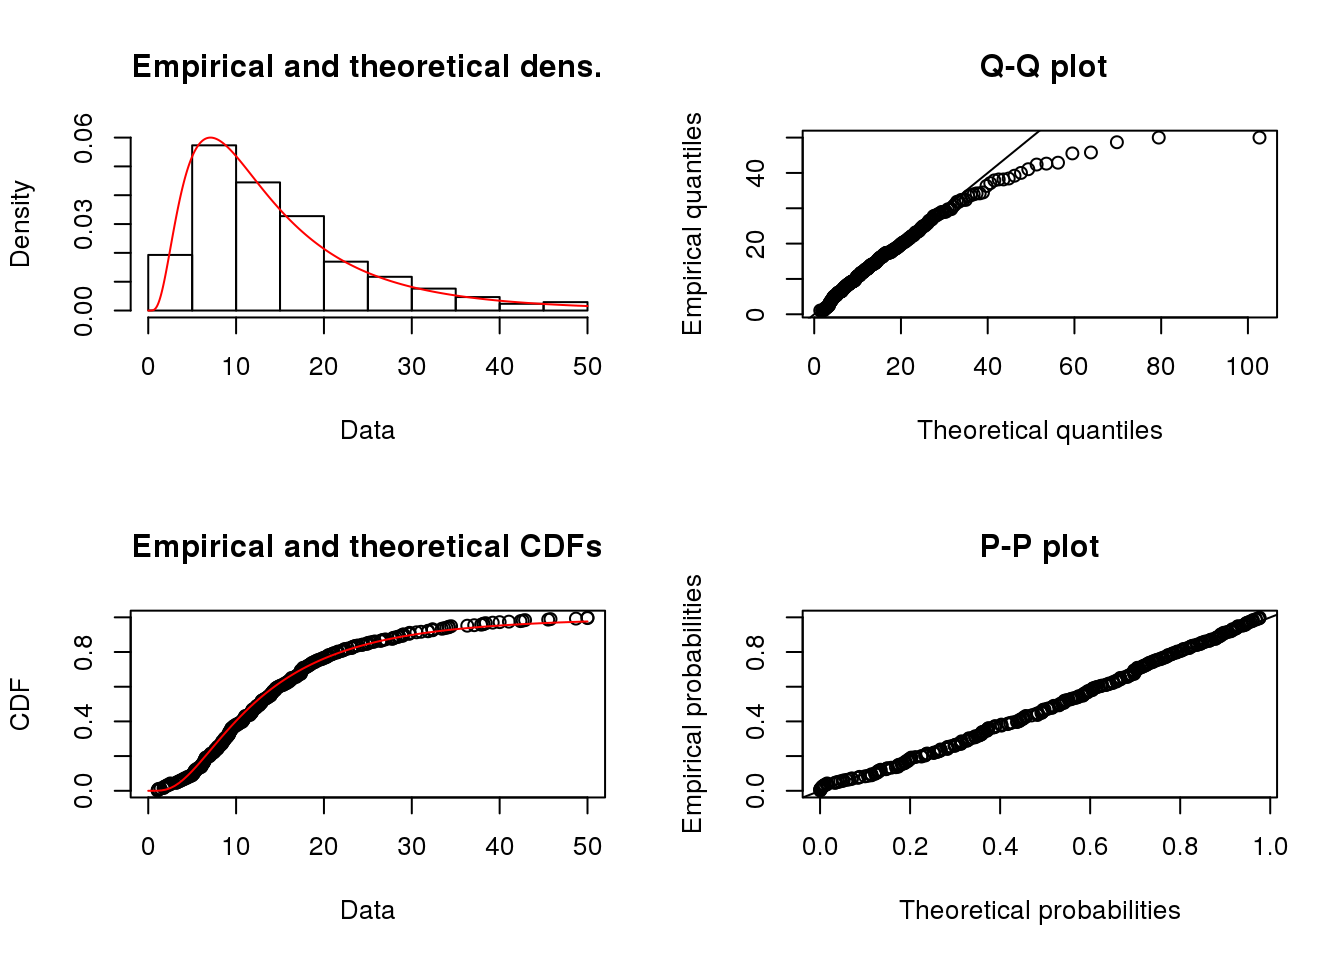 Empirical and theoretical dens.
Density
0.00 0.03 0.06
0 10 20 30 40 50
Data
Q-Q plot
Empirical quantiles
0 20 40
0 20 40 60 80 100
Theoretical quantiles
Empirical and theoretical CDFs
CDF
0.0 0.4 0.8
0 10 20 30 40 50
Data
P-P plot
Empirical probabilities
0.0 0.4 0.8
0.0 0.2 0.4 0.6 0.8 1.0
Theoretical probabilities